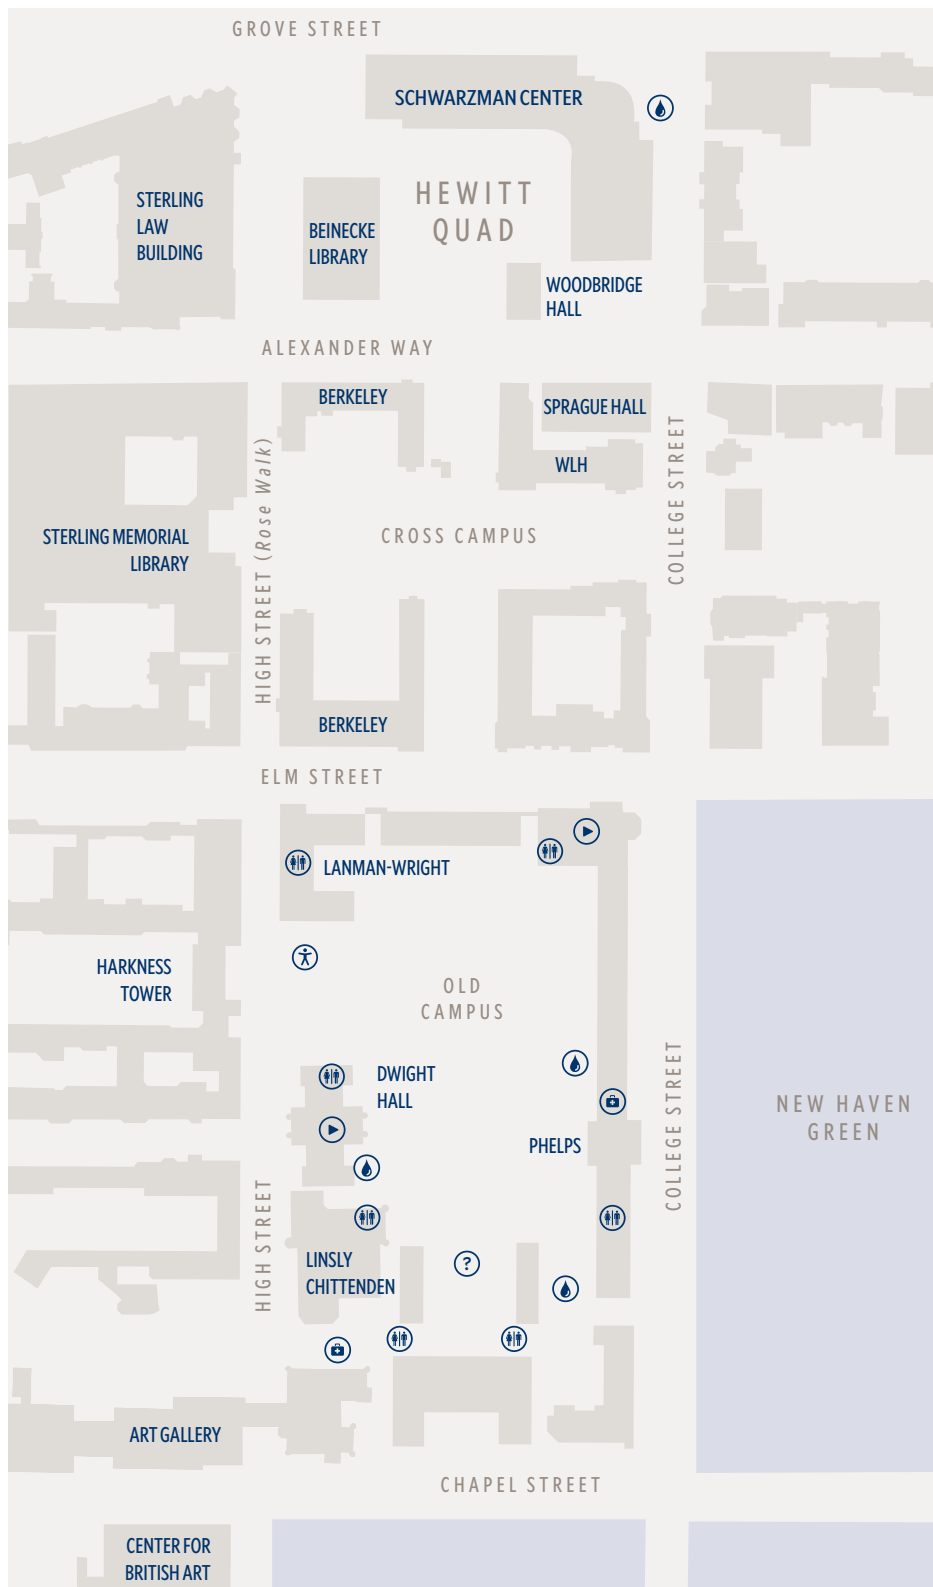 GROVE STREET
SCHWARZMAN CENTER
HEWITT
QUAD
STERLING
LAW
BUILDING
BEINECKE
LIBRARY
WOODBRIDGE
HALL
ALEXANDER WAY
BERKELEY
SPRAGUE HALL
WLH
COLLEGE STREET
HIGH STREET (Rose Walk)
CROSS CAMPUS
STERLING MEMORIAL
LIBRARY
BERKELEY
ELM STREET
LANMAN-WRIGHT
HARKNESS
TOWER
OLD
CAMPUS
DWIGHT
HALL
PHELPS
COLLEGE STREET
NEW HAVEN
GREEN
HIGH STREET
LINSLY
CHITTENDEN
?
ART GALLERY
CHAPEL STREET
CENTER FOR
BRITISH ART